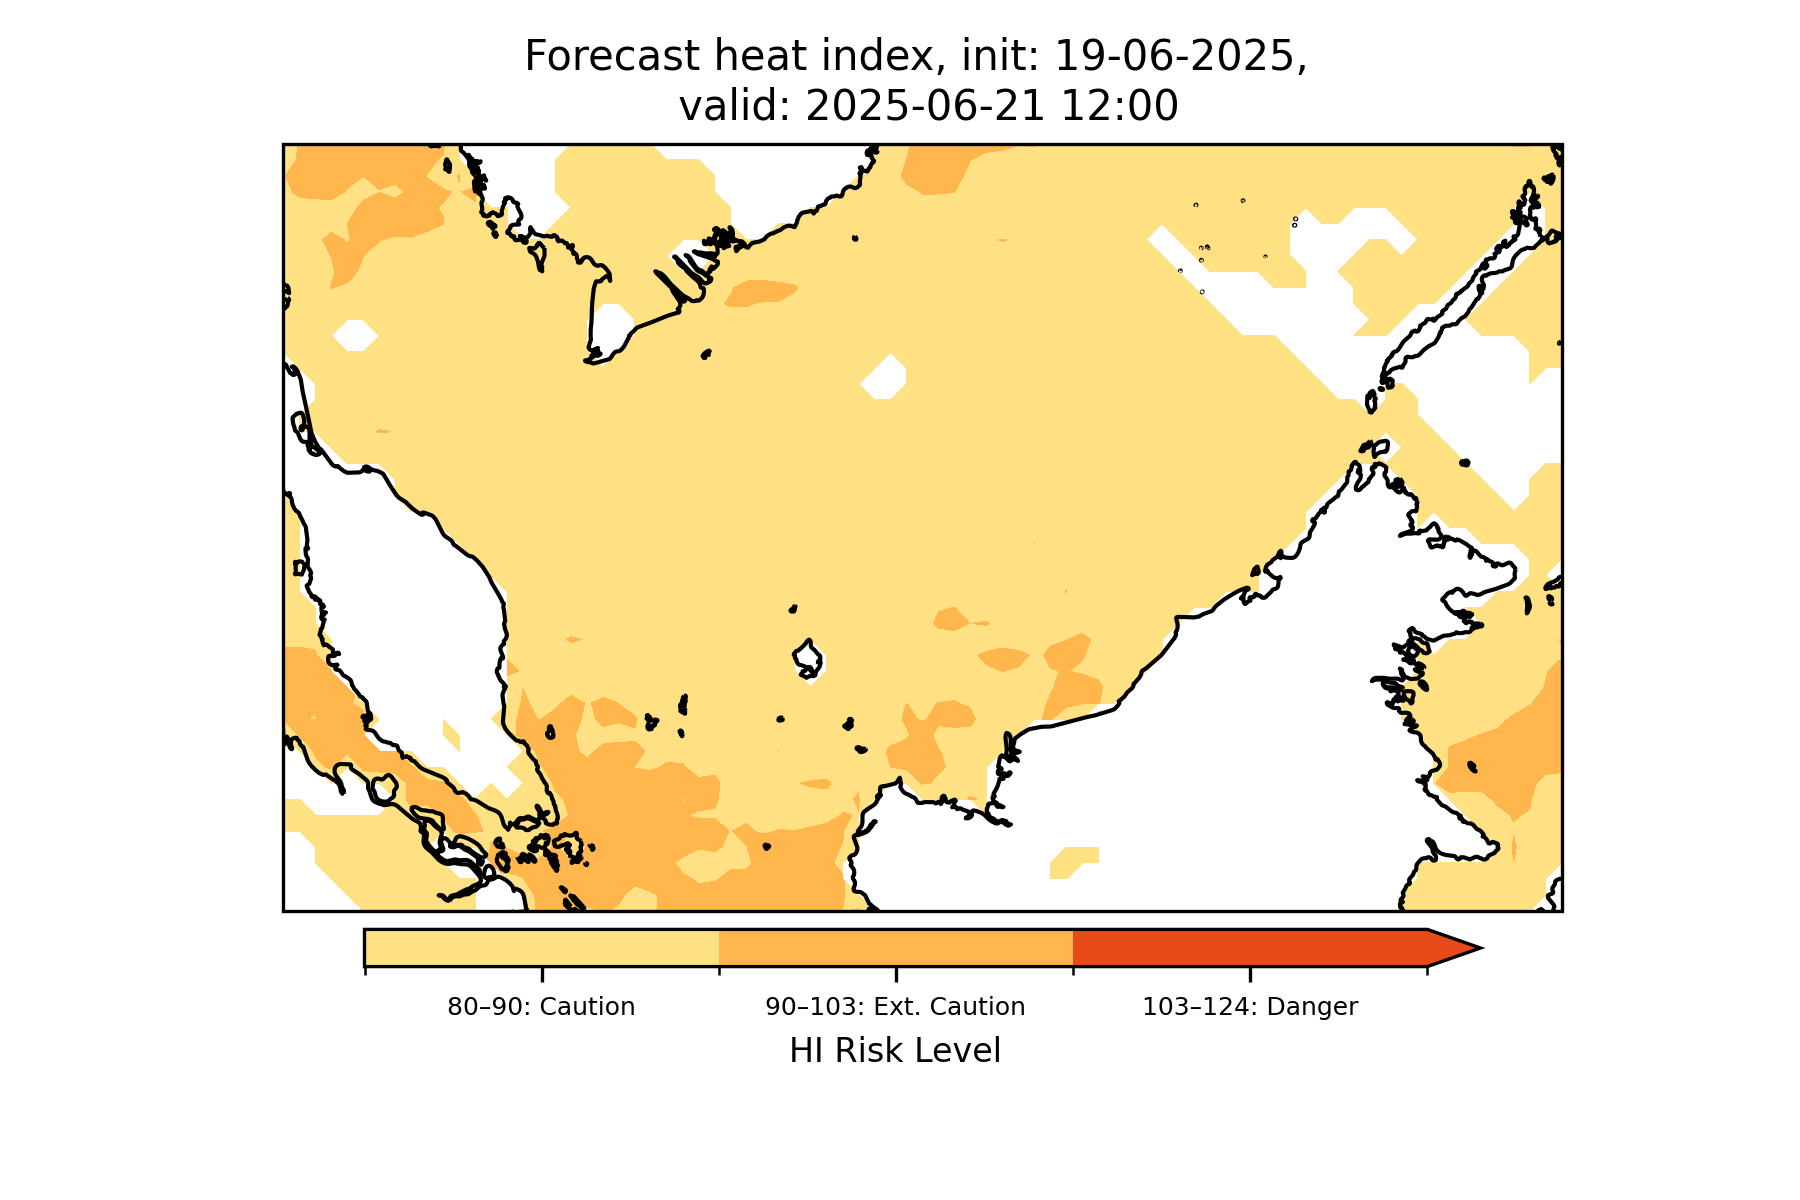 Forecast heat index, init: 19-06-2025,
valid: 2025-06-21 12:00
80–90: Caution
90–103: Ext. Caution
103–124: Danger
HI Risk Level